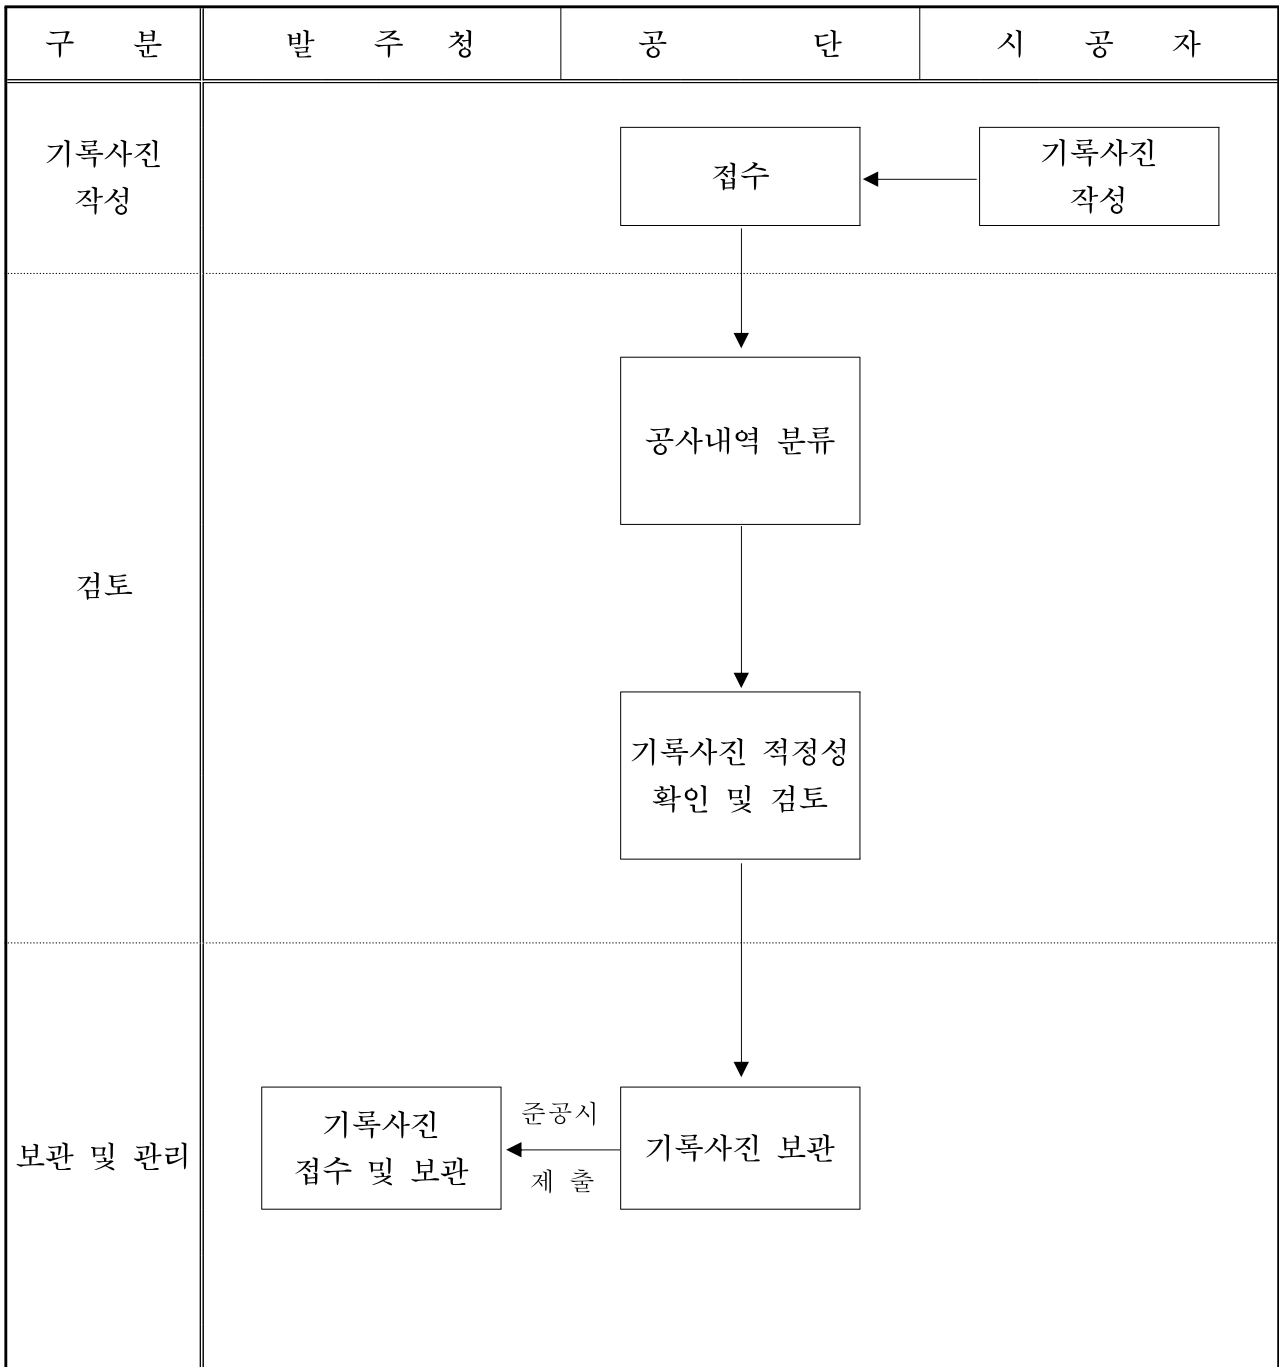 구 분 발 주 청 공 단 시 공 자
기록사진
작성
접수
기록사진
작성
공사내역 분류
검토
기록사진 적정성
확인 및 검토
보관 및 관리
기록사진
접수 및 보관
준공시
제 출
기록사진 보관